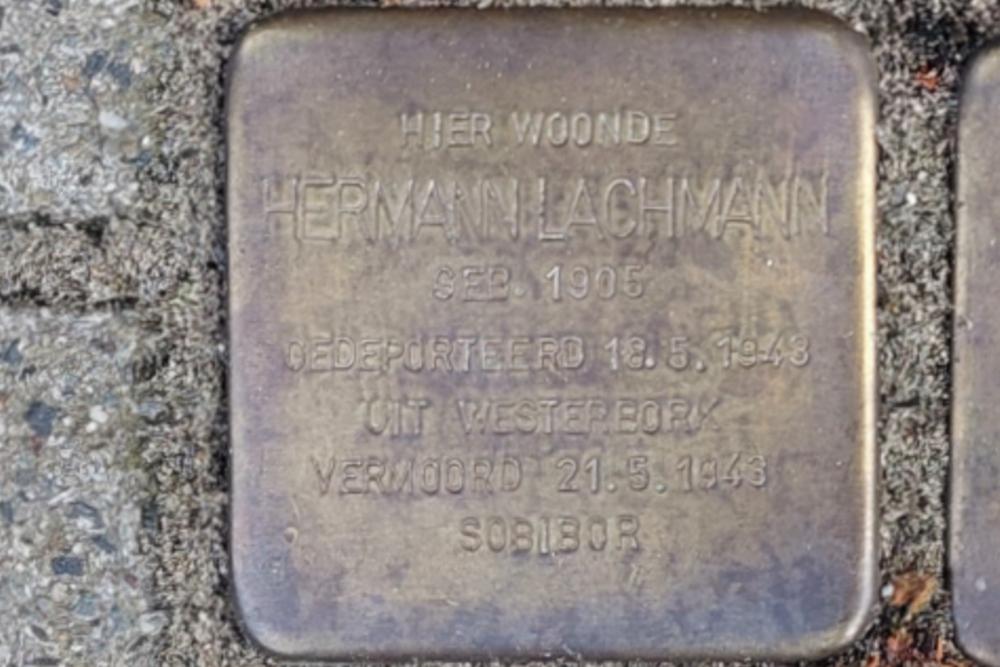 HIER WOONDE
HERMANN LACHMANN
GEB. 1905
GEDEPORTEERD 18.5.1943
UIT WESTERBORK
VERMOORD 21.5.1943
SOBIBOR